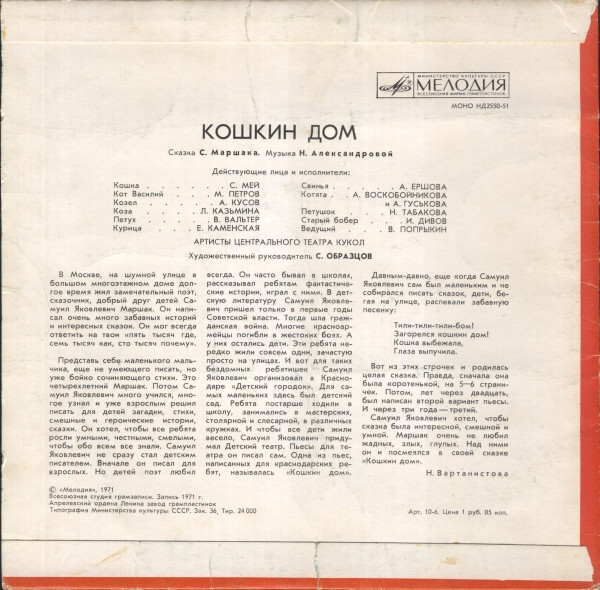 МИНИСТЕРСТВО КУЛЬТУРЫ СССР
МЕЛОДИЯ
ВСЕСОЮЗНАЯ ФИРМА ГРАМПЛАСТИНОК
МОНО НД2550-51
КОШКИН ДОМ
Сказка С. Маршака. Музыка Н. Александровой
Действующие лица и исполнители:
Кошка . . . . . . . С. МЕЙ
Кот Василий . . . . . М. ПЕТРОВ
Козел . . . . . . А. КУСОВ
Коза . . . . . Л. КАЗЬМИНА
Петух . . . . . . В. ВАЛЬТЕР
Курица . . . . Е. КАМЕНСКАЯ
Свинья . . . . . . А. ЕРШОВА
Котята . . . А. ВОСКОБОЙНИКОВА
и А. ГУСЬКОВА
Петушок . . . . . Н. ТАБАКОВА
Старый бобер . . . . И. ДИВОВ
Ведущий . . . . . В. ПОПРЫКИН
АРТИСТЫ ЦЕНТРАЛЬНОГО ТЕАТРА КУКОЛ
Художественный руководитель С. ОБРАЗЦОВ
В Москве, на шумной улице в
большом многоэтажном доме дол-
гое время жил замечательный поэт,
сказочник, добрый друг детей Са-
муил Яковлевич Маршак. Он напи-
сал очень много забавных историй
и интересных сказок. Он мог всегда
ответить на твои «пять тысяч где,
семь тысяч как, сто тысяч почему».
Представь себе маленького маль-
чика, еще не умеющего писать, но
уже бойко сочиняющего стихи. Это
четырехлетний Маршак. Потом Са-
муил Яковлевич много учился, мно-
гое узнал и уже взрослым решил
писать для детей загадки, стихи,
смешные и героические истории,
сказки. Он хотел, чтобы все ребята
росли умными, честными, смелыми,
чтобы обо всем все знали. Самуил
Яковлевич не сразу стал детским
писателем. Вначале он писал для
взрослых. Но детей поэт любил
всегда. Он часто бывал в школах,
рассказывал ребятам фантастиче-
ские истории, играл с ними. В дет-
скую литературу Самуил Яковле-
вич пришел только в первые годы
Советской власти. Тогда шла граж-
данская война. Многие красноар-
мейцы погибли в жестоких боях. А
у них остались дети. Эти ребята не-
редко жили совсем одни, зачастую
просто на улицах. И вот для таких
бездомных ребятишек Самуил
Яковлевич организовал в Красно-
даре «Детский городок». Для са-
мых маленьких здесь был детский
сад. Ребята постарше ходили в
школу, занимались в мастерских,
столярной и слесарной, в различных
кружках. И чтобы все дети жили
весело, Самуил Яковлевич приду-
мал Детский театр. Пьесы для те-
атра он писал сам. Одна из пьес,
написанных для краснодарских ре-
бят, называлась «Кошкин дом».
Давным-давно, еще когда Самуил
Яковлевич сам был маленьким и не
собирался писать сказок, дети, бе-
гая на улице, распевали забавную
песенку:
Тили-тили-тили-бом!
Загорелся кошкин дом!
Кошка выбежала,
Глаза выпучила.
Вот из этих строчек и родилась
целая сказка. Правда, сначала она
была коротенькой, на 5—6 страни-
чек. Потом, лет через двадцать,
был написан второй вариант пьесы.
И через три года — третий.
Самуил Яковлевич хотел, чтобы
сказка была интересной, смешной и
умной. Маршак очень не любил
жадных, злых, глупых. Над ними
он и посмеялся в своей сказке
«Кошкин дом».
Н. Вартанистова
© «Мелодия», 1971
Всесоюзная студия грамзаписи. Запись 1971 г.
Апрелевский ордена Ленина завод грампластинок
Типография Министерства культуры СССР. Зак. 36, Тир. 24 000
Арт. 10-6. Цена 1 руб. 05 коп.